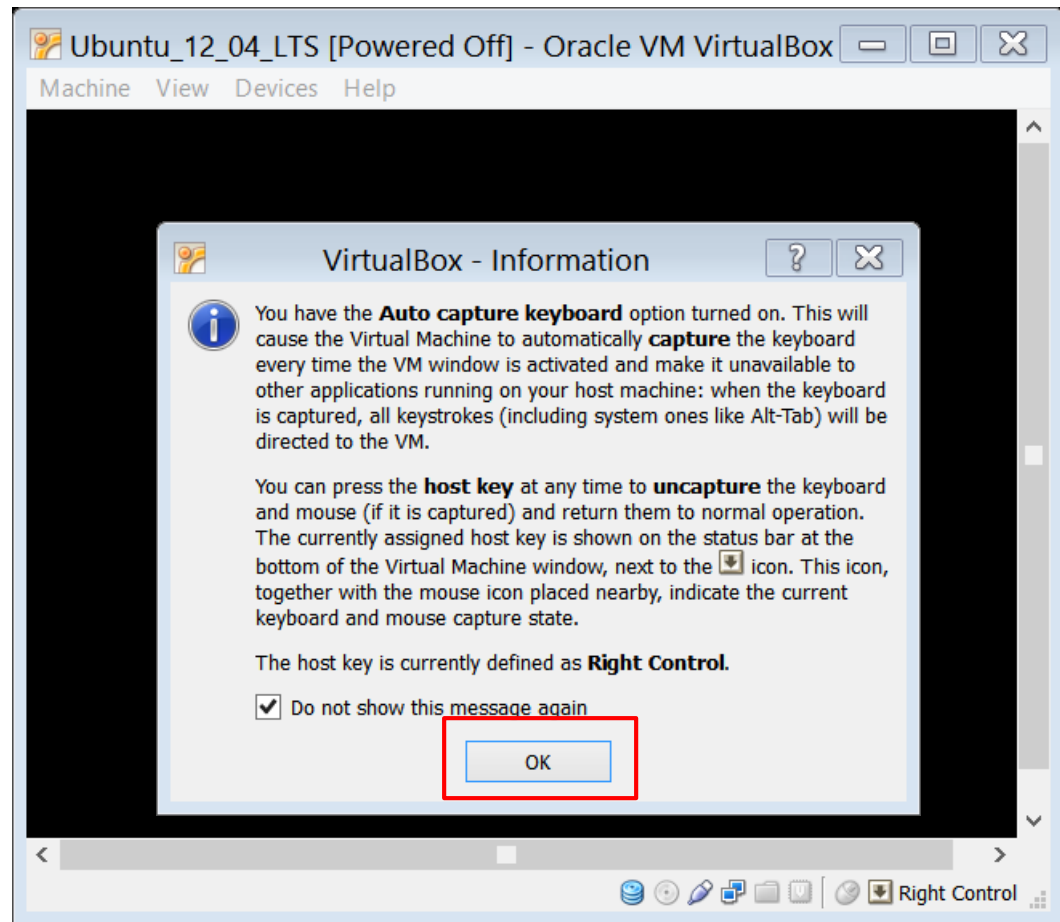 Ubuntu_12_04_LTS [Powered Off] - Oracle VM VirtualBox
Machine View Devices Help
VirtualBox - Information
You have the Auto capture keyboard option turned on. This will
cause the Virtual Machine to automatically capture the keyboard
every time the VM window is activated and make it unavailable to
other applications running on your host machine: when the keyboard
is captured, all keystrokes (including system ones like Alt-Tab) will be
directed to the VM.
You can press the host key at any time to uncapture the keyboard
and mouse (if it is captured) and return them to normal operation.
The currently assigned host key is shown on the status bar at the
bottom of the Virtual Machine window, next to the icon. This icon,
together with the mouse icon placed nearby, indicate the current
keyboard and mouse capture state.
The host key is currently defined as Right Control.
Do not show this message again
OK
Right Control